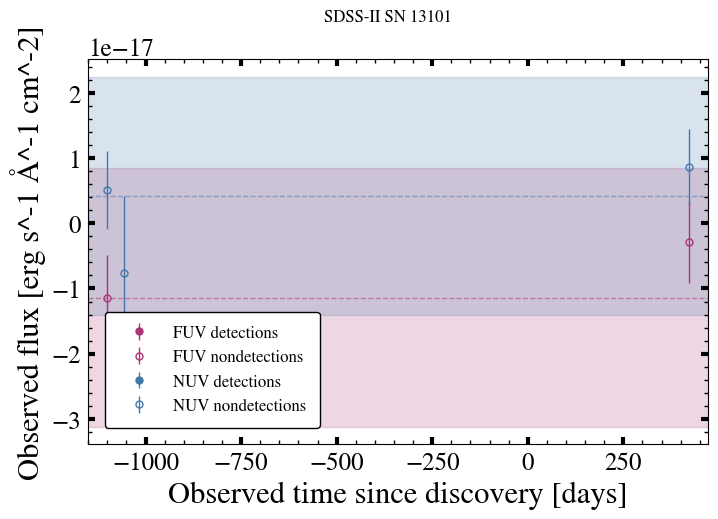 SDSS-II SN 13101
1e−17
Observed flux [erg s^-1 Å^-1 cm^-2]
2
1
0
−1
−2
−3
FUV detections
FUV nondetections
NUV detections
NUV nondetections
−1000 −750 −500 −250 0 250
Observed time since discovery [days]